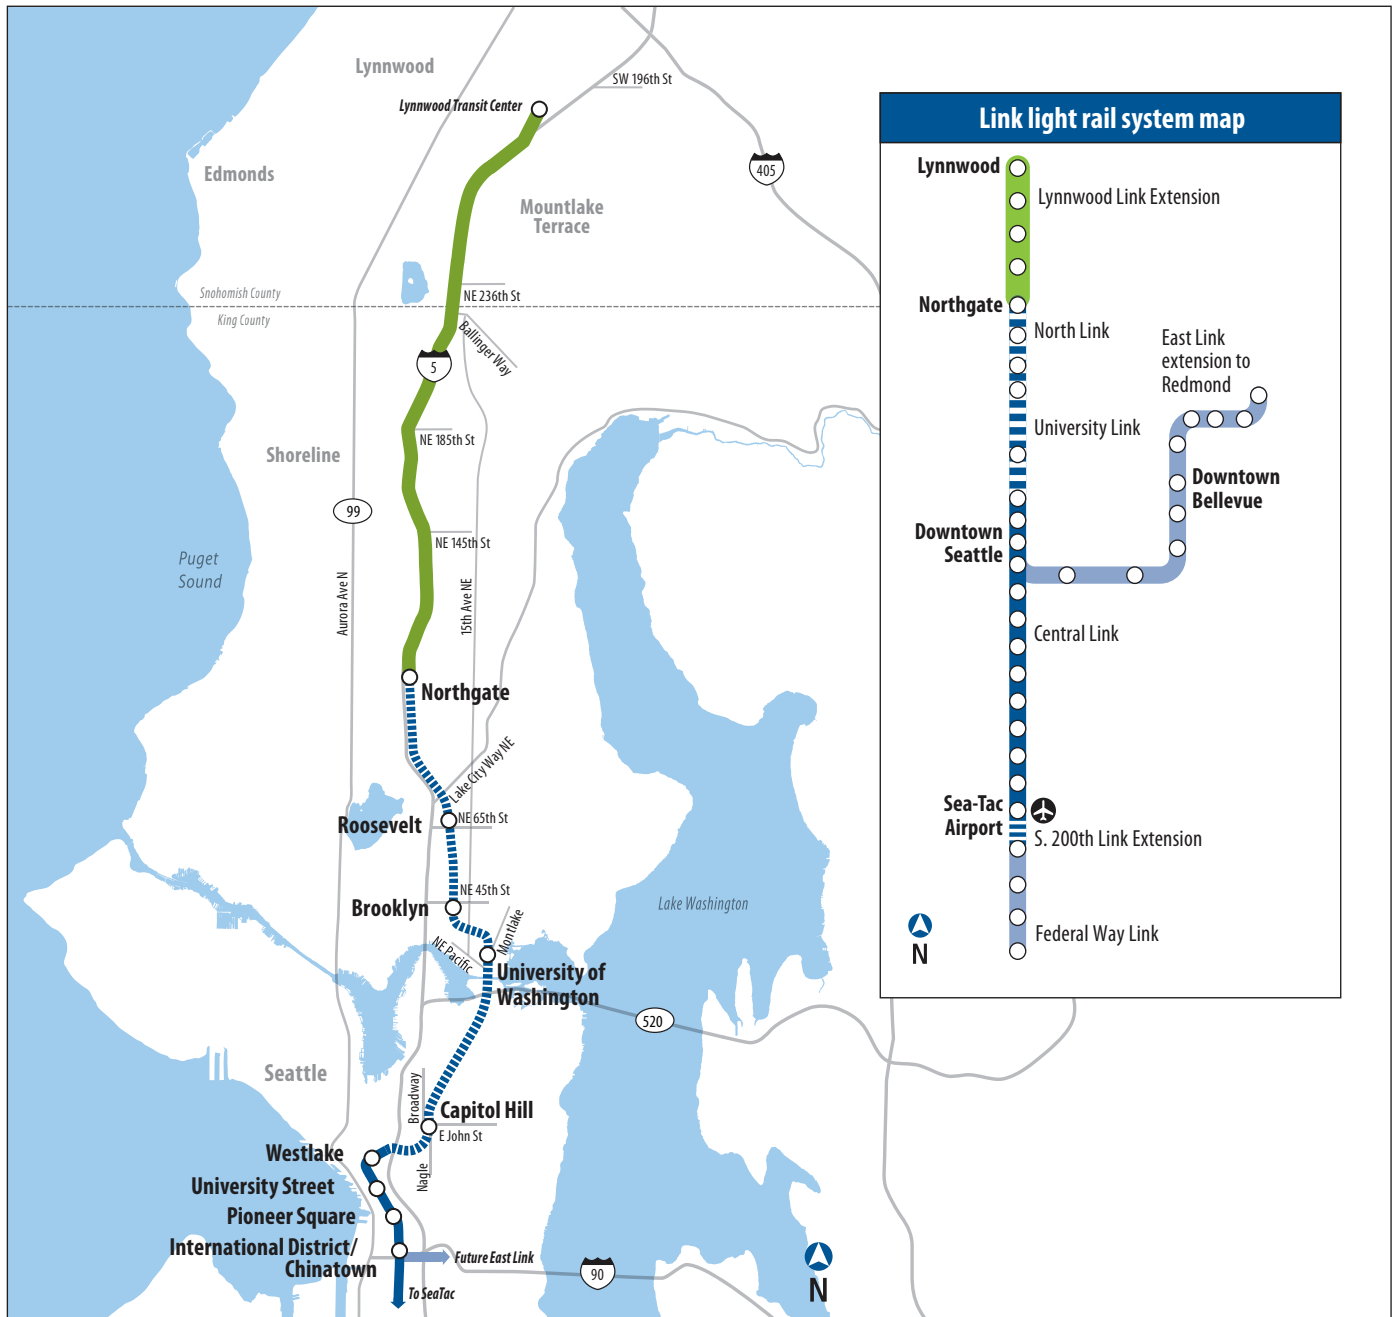 Lynnwood
SW 196th St
Lynnwood Transit Center
405
Edmonds
Mountlake
Terrace
Snohomish County
King County
NE 236th St
Ballinger Way
5
NE 185th St
Shoreline
99
NE 145th St
Puget
Sound
Aurora Ave N
15th Ave NE
Northgate
Lake City Way NE
Roosevelt
NE 65th St
NE 45th St
Brooklyn
Lake Washington
Montlake
NE Pacific
University of
Washington
520
Seattle
Broadway
Capitol Hill
E John St
Nagle
Westlake
University Street
Pioneer Square
International District/
Chinatown
Future East Link
90
To SeaTac
N
Link light rail system map
Lynnwood
Lynnwood Link Extension
Northgate
North Link
East Link
extension to
Redmond
University Link
Downtown
Bellevue
Downtown
Seattle
Central Link
Sea-Tac
Airport
S. 200th Link Extension
Federal Way Link
N